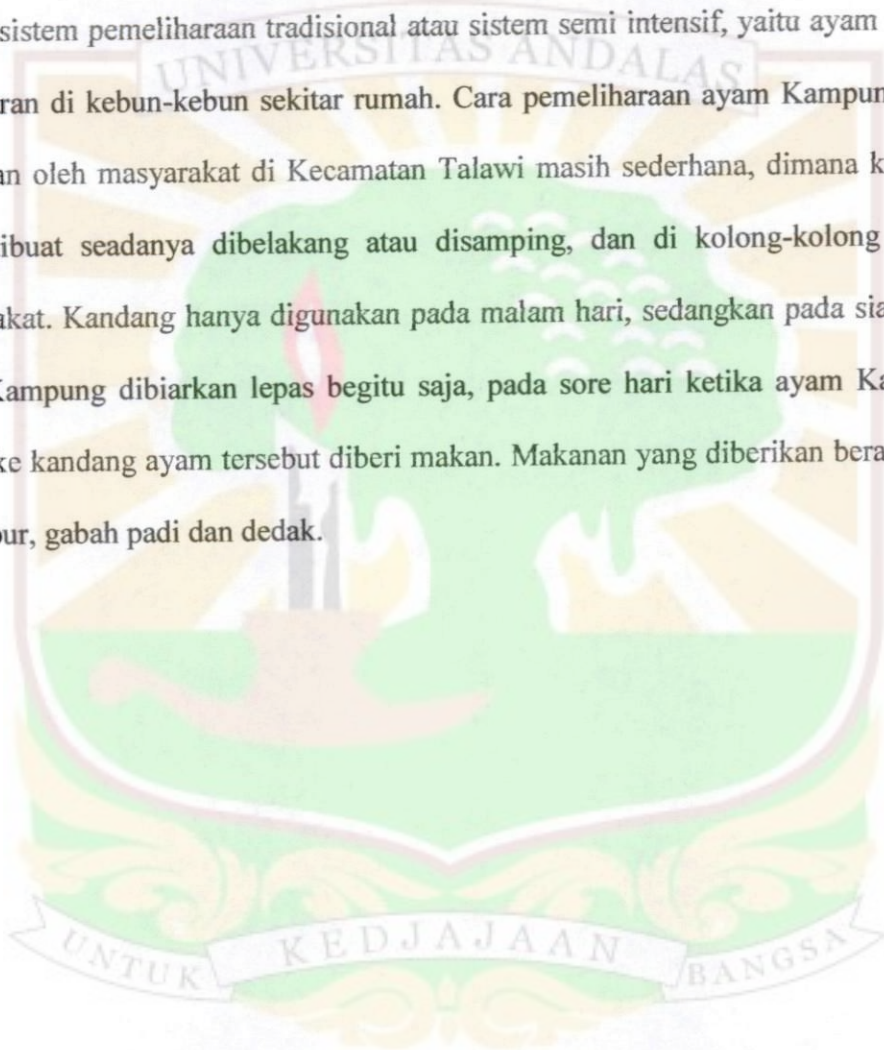 sistem pemeliharaan tradisional atau sistem semi intensif, yaitu ayam
UNIVERSITAS ANDALAS
ran di kebun-kebun sekitar rumah. Cara pemeliharaan ayam Kampun
an oleh masyarakat di Kecamatan Talawi masih sederhana, dimana k
ibuat seadanya dibelakang atau disamping, dan di kolong-kolong
akat. Kandang hanya digunakan pada malam hari, sedangkan pada sia
Kampung dibiarkan lepas begitu saja, pada sore hari ketika ayam Ka
ke kandang ayam tersebut diberi makan. Makanan yang diberikan bera
ur, gabah padi dan dedak.
UNTUK KEDJAJAAN BANGSA